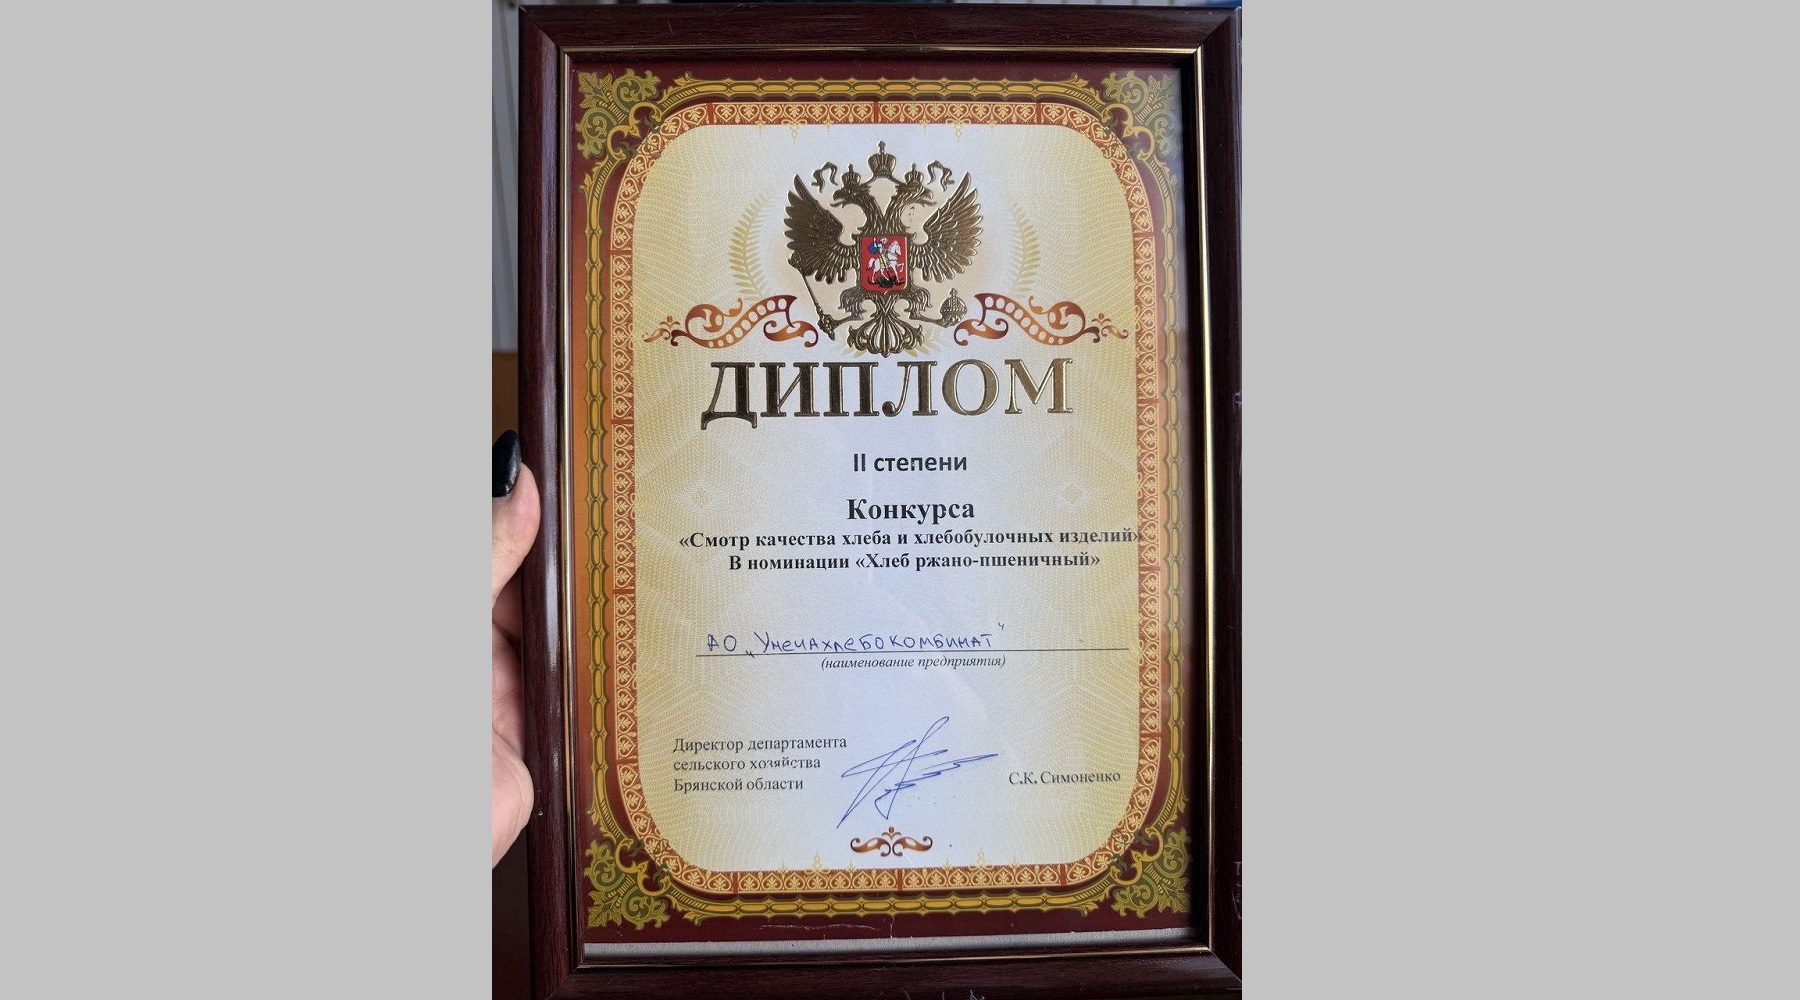 ДИПЛОМ
II степени
Конкурса
«Смотр качества хлеба и хлебобулочных изделий»
В номинации «Хлеб ржано-пшеничный»
АО „Унечахлебокомбинат"
(наименование предприятия)
Директор департамента
сельского хозяйства
Брянской области
С.К. Симоненко